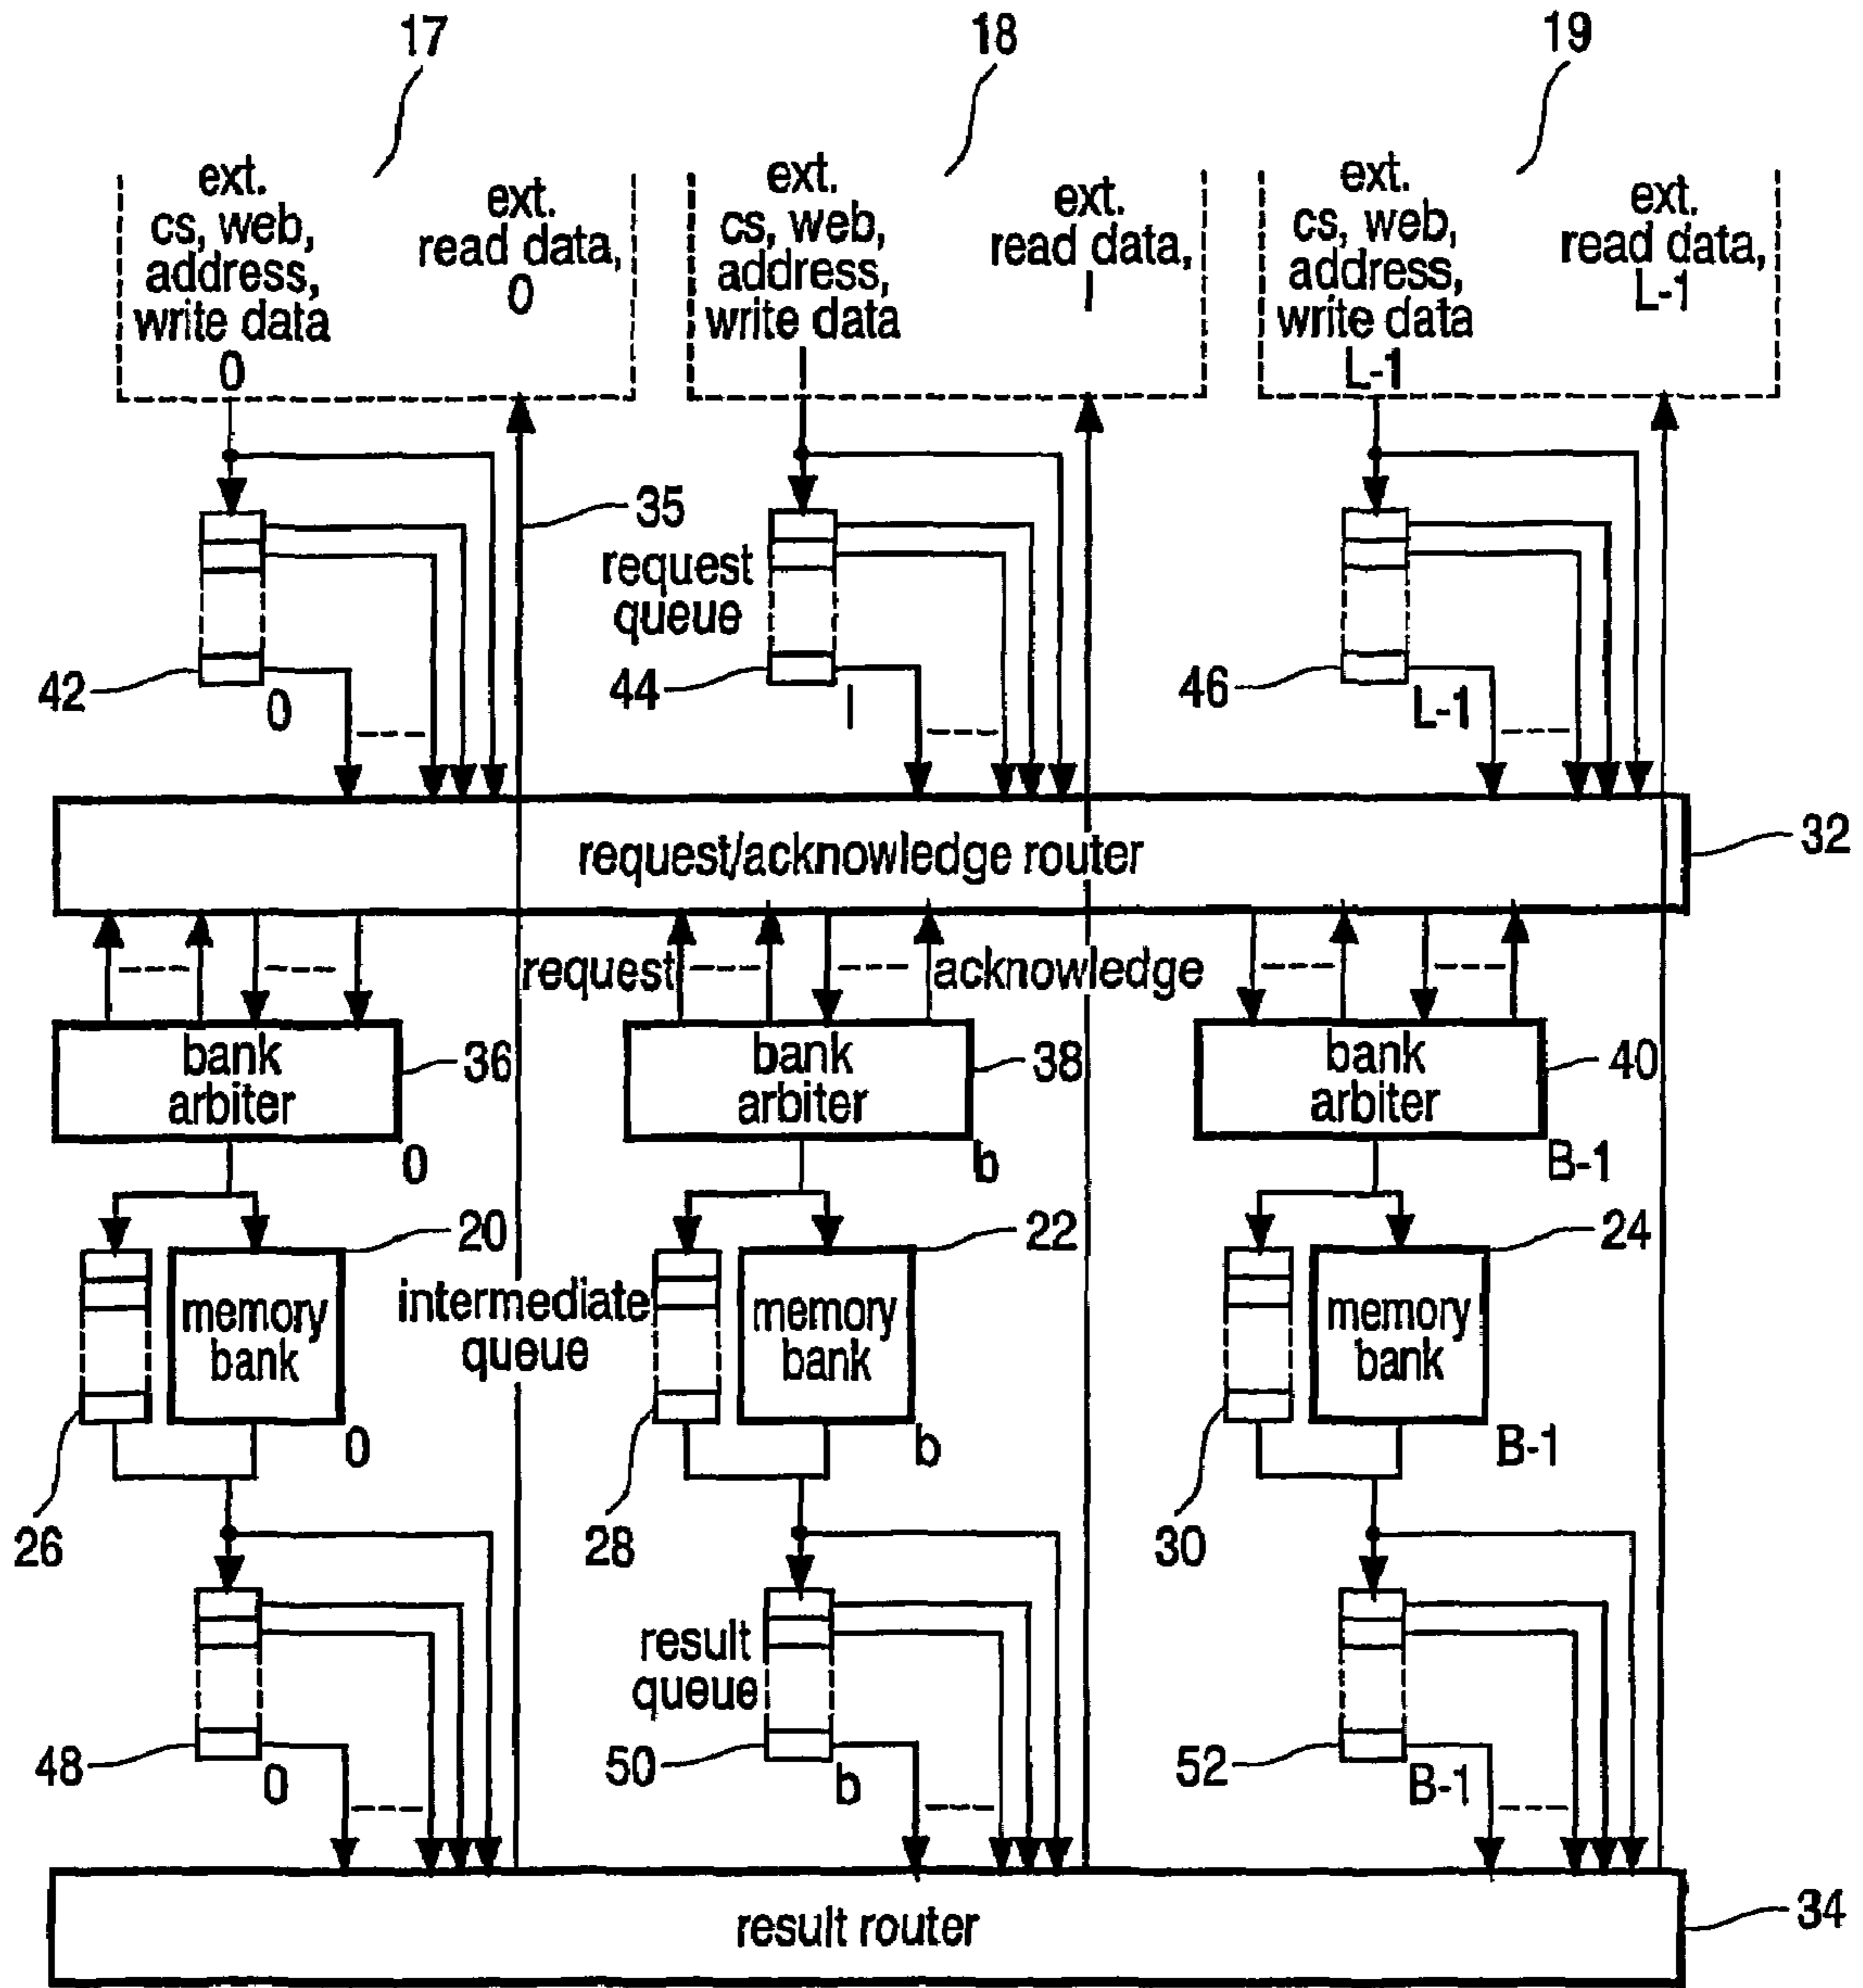 17
18
19
ext.
cs, web,
address,
write data
0
ext.
read data,
0
ext.
cs, web,
address,
write data
l
ext.
read data,
l
ext.
cs, web,
address,
write data
L-1
ext.
read data,
L-1
35
request
queue
42
0
44
l
46
L-1
request/acknowledge router
32
request
acknowledge
bank
arbiter
36
0
bank
arbiter
38
b
bank
arbiter
40
B-1
20
22
24
memory
bank
0
intermediate
queue
memory
bank
b
memory
bank
B-1
26
28
30
result
queue
48
0
50
b
52
B-1
result router
34